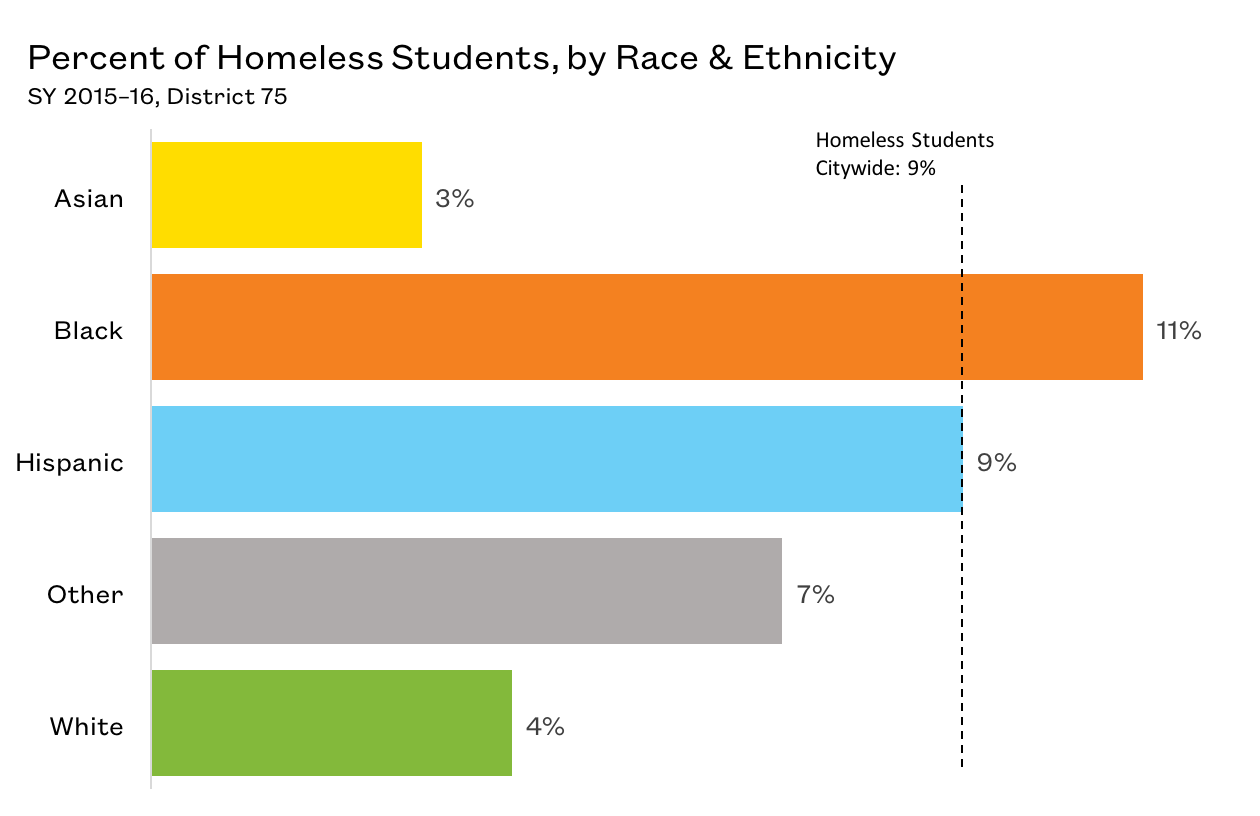 Percent of Homeless Students, by Race & Ethnicity
SY 2015–16, District 75
Homeless Students
Citywide: 9%
Asian 3%
Black 11%
Hispanic 9%
Other 7%
White 4%